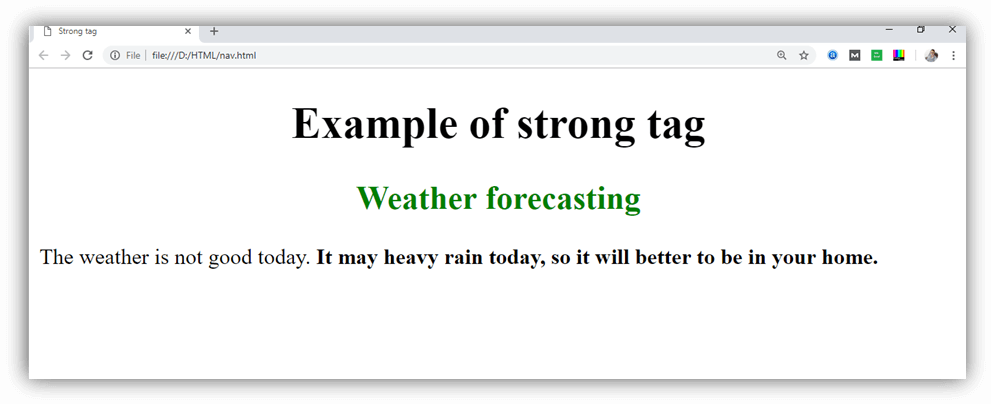 Strong tag
File | file:///D:/HTML/nav.html
Example of strong tag
Weather forecasting
The weather is not good today. It may heavy rain today, so it will better to be in your home.